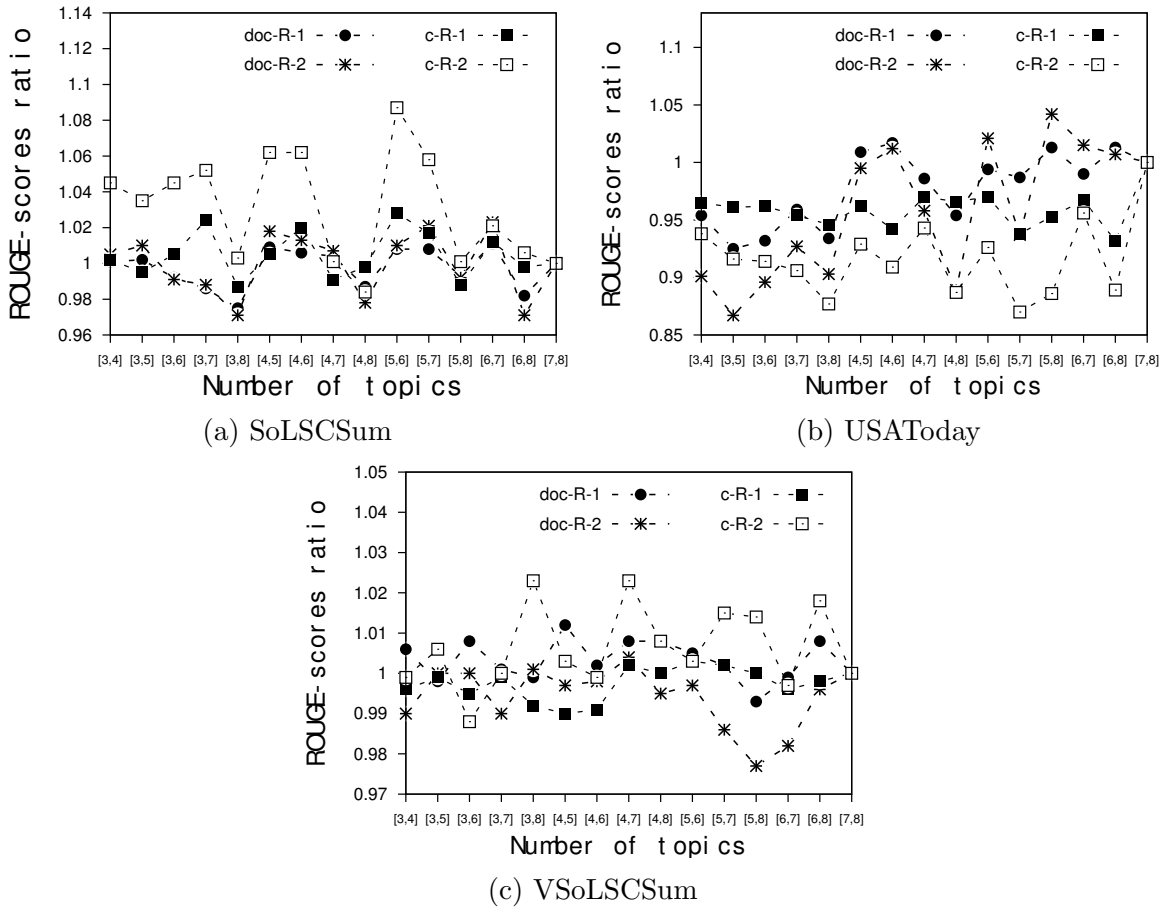 1.14
1.12
1.1
1.08
1.06
1.04
1.02
1
0.98
0.96
ROUGE-scores ratio
doc-R-1
doc-R-2
c-R-1
c-R-2
[3,4] [3,5] [3,6] [3,7] [3,8] [4,5] [4,6] [4,7] [4,8] [5,6] [5,7] [5,8] [6,7] [6,8] [7,8]
Number of topics
(a) SoLSCSum
1.1
1.05
1
0.95
0.9
0.85
ROUGE-scores ratio
doc-R-1
doc-R-2
c-R-1
c-R-2
[3,4] [3,5] [3,6] [3,7] [3,8] [4,5] [4,6] [4,7] [4,8] [5,6] [5,7] [5,8] [6,7] [6,8] [7,8]
Number of topics
(b) USAToday
1.05
1.04
1.03
1.02
1.01
1
0.99
0.98
0.97
ROUGE-scores ratio
doc-R-1
doc-R-2
c-R-1
c-R-2
[3,4] [3,5] [3,6] [3,7] [3,8] [4,5] [4,6] [4,7] [4,8] [5,6] [5,7] [5,8] [6,7] [6,8] [7,8]
Number of topics
(c) VSoLSCSum